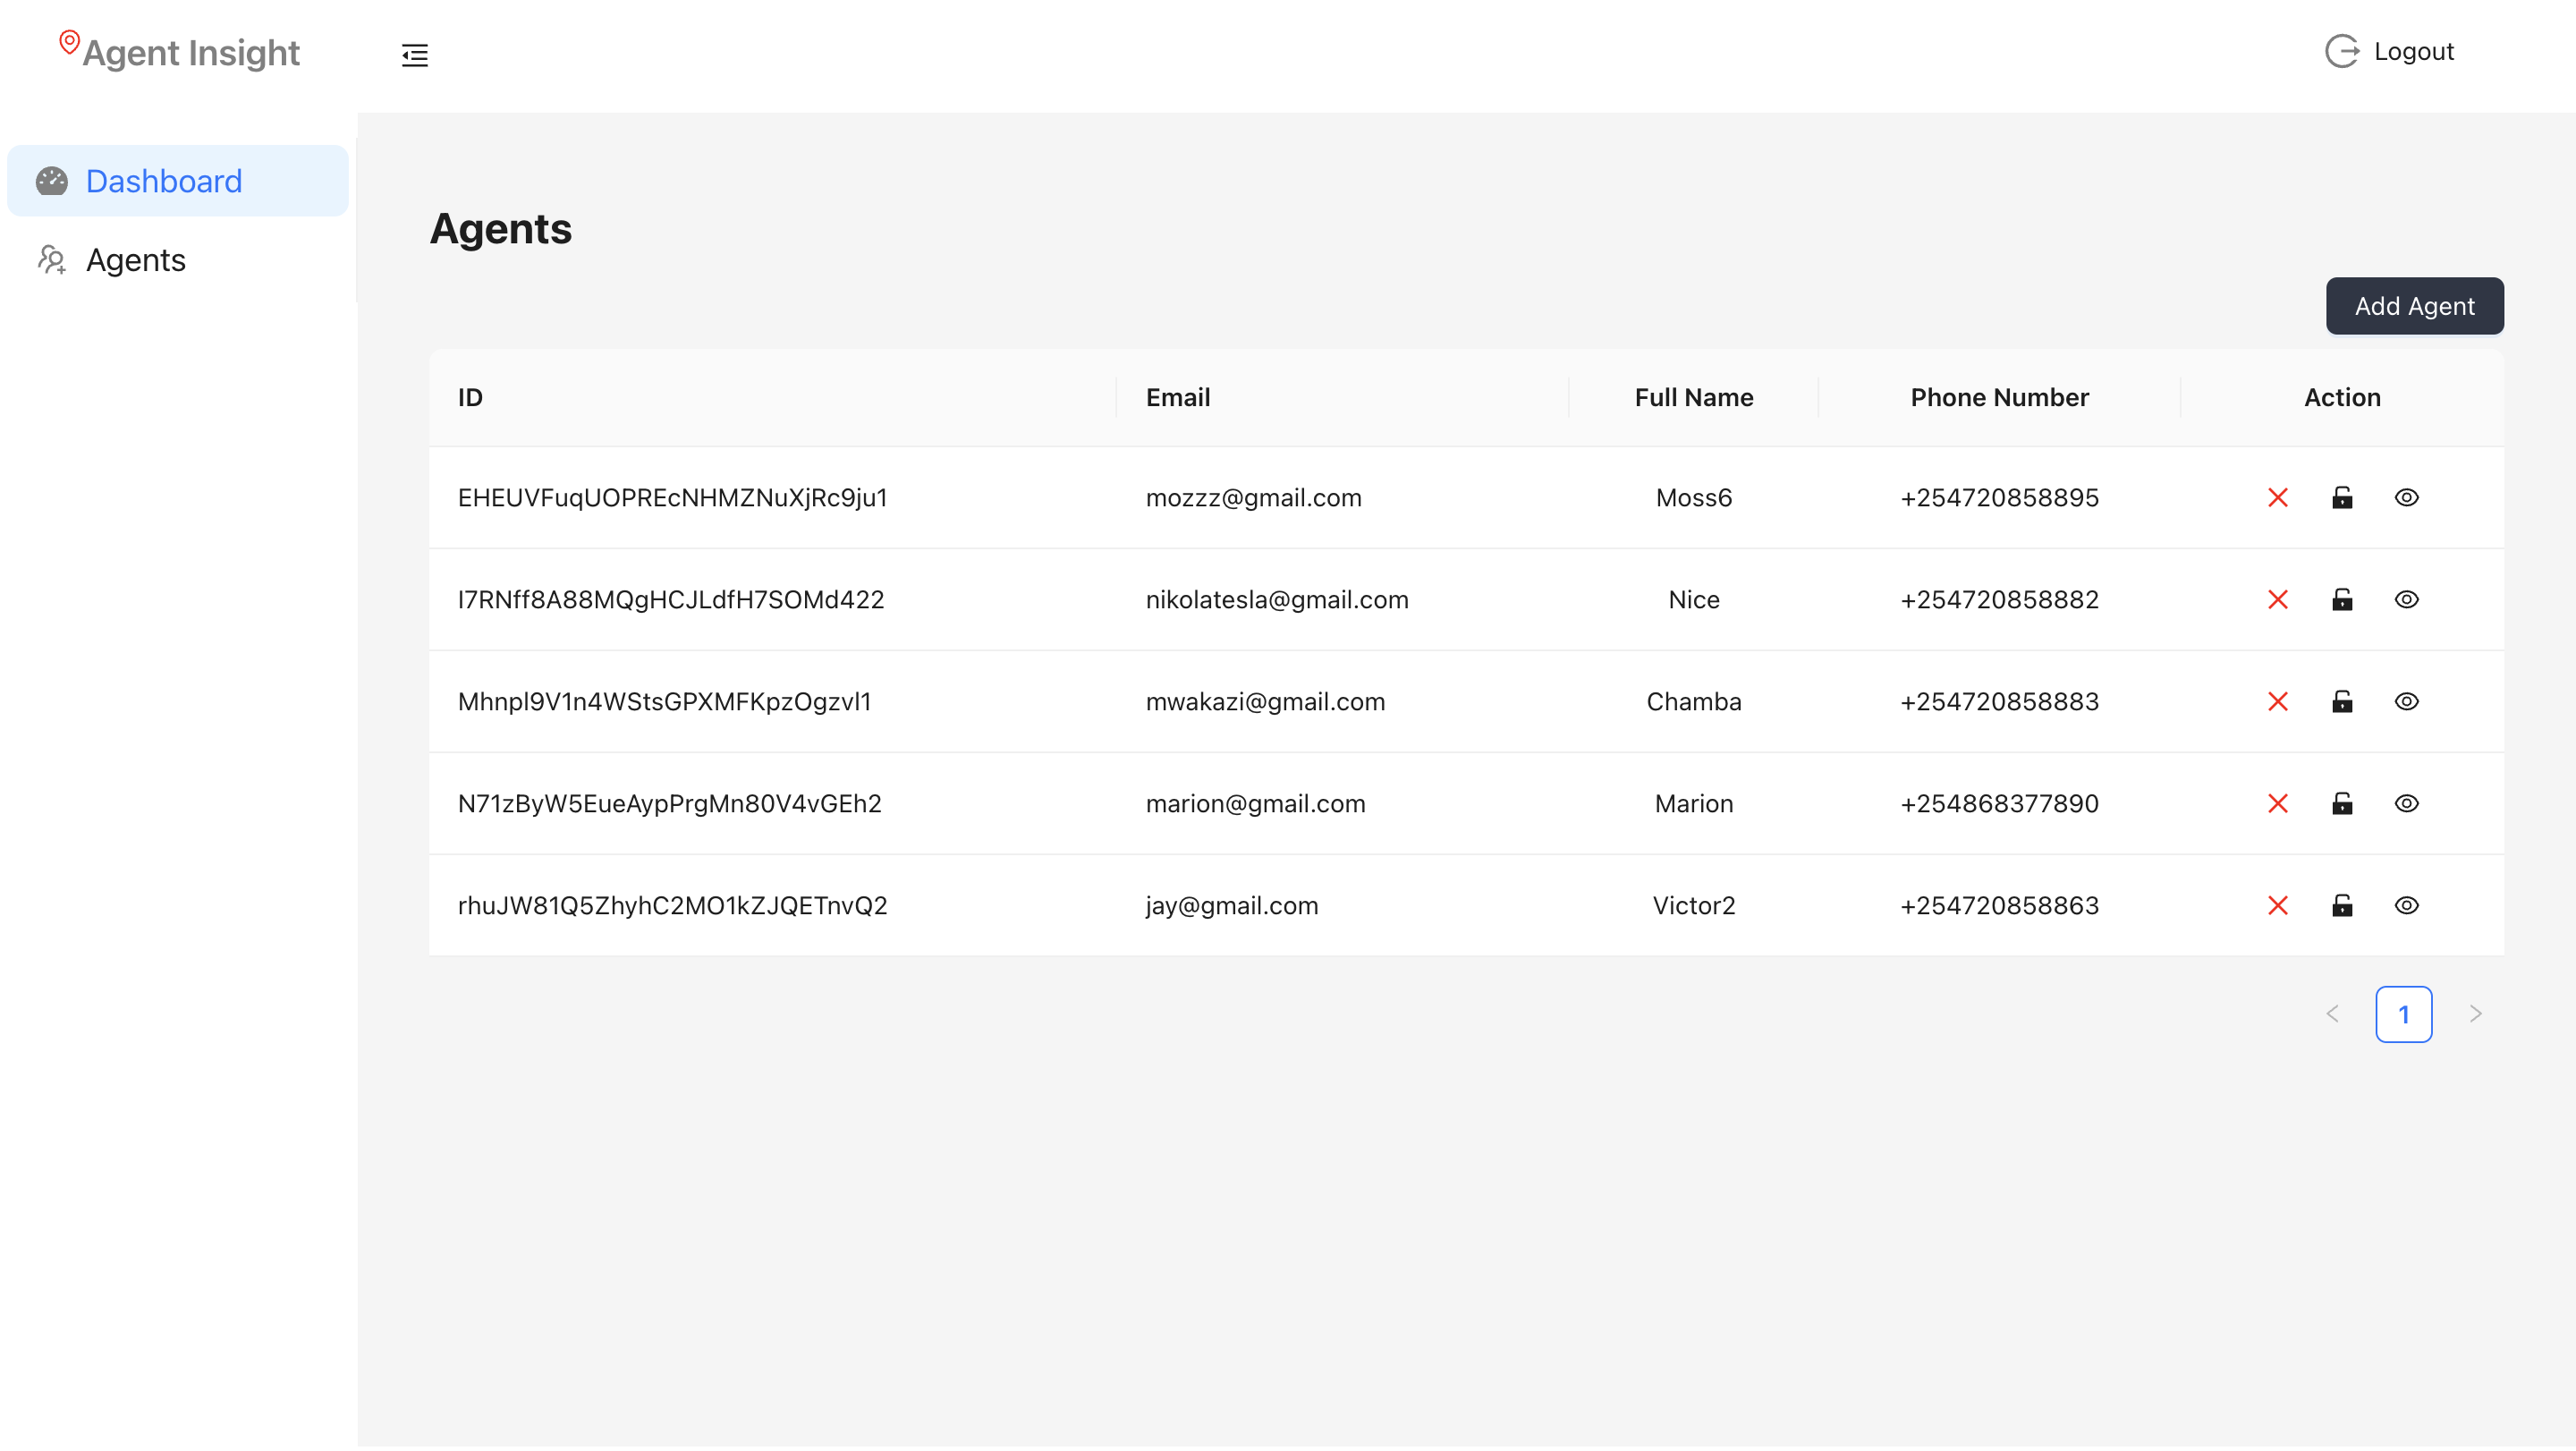 Agent Insight
Logout
Dashboard
Agents
Agents
Add Agent
ID Email Full Name Phone Number Action
EHEUVFuqUOPREcNHMZNuXjRc9ju1 mozzz@gmail.com Moss6 +254720858895
I7RNff8A88MQgHCJLdfH7SOMd422 nikolatesla@gmail.com Nice +254720858882
Mhnpl9V1n4WStsGPXMFKpzOgzvl1 mwakazi@gmail.com Chamba +254720858883
N71zByW5EueAypPrgMn80V4vGEh2 marion@gmail.com Marion +254868377890
rhuJW81Q5ZhyhC2MO1kZJQETnvQ2 jay@gmail.com Victor2 +254720858863
1